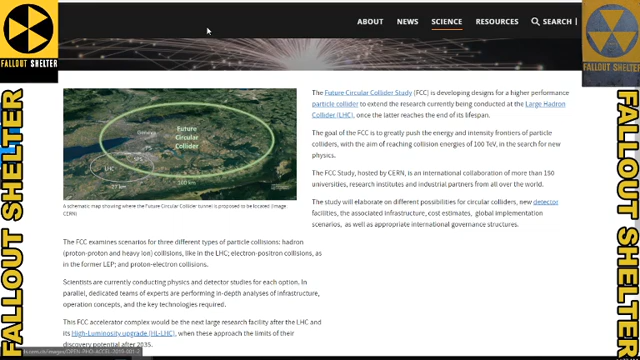 ABOUT NEWS SCIENCE RESOURCES SEARCH |
FALLOUT SHELTER
FALLOUT SHELTER
FALLOUT SHELTER
FALLOUT SHELTER
Future
Circular
Collider
Geneva
PS
SPS
LHC
27 km
100 km
A schematic map showing where the Future Circular Collider tunnel is proposed to be located (Image:
CERN)
The FCC examines scenarios for three different types of particle collisions: hadron
(proton-proton and heavy ion) collisions, like in the LHC; electron-positron collisions, as
in the former LEP; and proton-electron collisions.
Scientists are currently conducting physics and detector studies for each option. In
parallel, dedicated teams of experts are performing in-depth analyses of infrastructure,
operation concepts, and the key technologies required.
This FCC accelerator complex would be the next large research facility after the LHC and
its High-Luminosity upgrade (HL-LHC), when these approach the limits of their
discovery potential after 2035.
The Future Circular Collider Study (FCC) is developing designs for a higher performance
particle collider to extend the research currently being conducted at the Large Hadron
Collider (LHC), once the latter reaches the end of its lifespan.
The goal of the FCC is to greatly push the energy and intensity frontiers of particle
colliders, with the aim of reaching collision energies of 100 TeV, in the search for new
physics.
The FCC Study, hosted by CERN, is an international collaboration of more than 150
universities, research institutes and industrial partners from all over the world.
The study will elaborate on different possibilities for circular colliders, new detector
facilities, the associated infrastructure, cost estimates, global implementation
scenarios, as well as appropriate international governance structures.